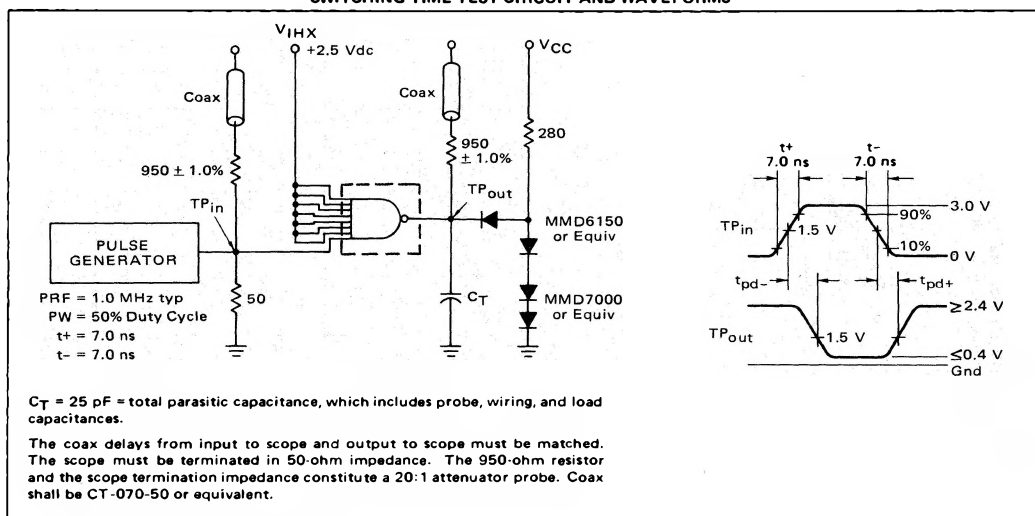 SWITCHING TIME TEST CIRCUIT AND WAVEFORMS
VIHX
+2.5 Vdc
VCC
Coax
Coax
280
950 ± 1.0%
950
± 1.0%
TPin
TPout
MMD6150
or Equiv
PULSE
GENERATOR
50
CT
MMD7000
or Equiv
PRF = 1.0 MHz typ
PW = 50% Duty Cycle
t+ = 7.0 ns
t– = 7.0 ns
t+
7.0 ns
t–
7.0 ns
3.0 V
90%
TPin
1.5 V
10%
0 V
tpd–
tpd+
≥2.4 V
TPout
1.5 V
≤0.4 V
Gnd
CT = 25 pF = total parasitic capacitance, which includes probe, wiring, and load
capacitances.
The coax delays from input to scope and output to scope must be matched.
The scope must be terminated in 50-ohm impedance. The 950-ohm resistor
and the scope termination impedance constitute a 20:1 attenuator probe. Coax
shall be CT-070-50 or equivalent.